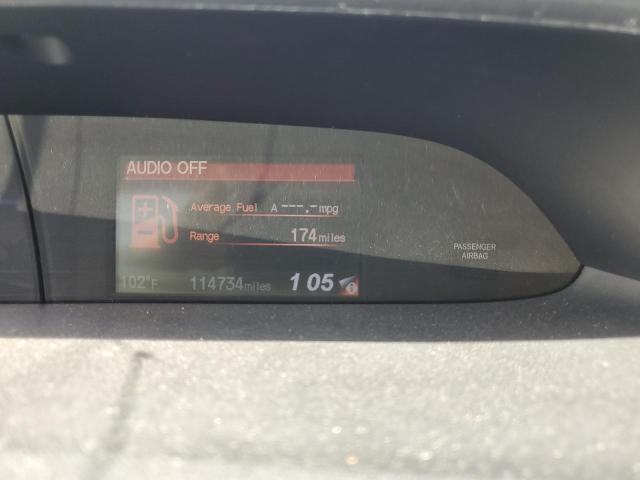 AUDIO OFF
Average Fuel A ---.- mpg
Range 174 miles
PASSENGER
AIRBAG
102°F 114734 miles 1 05